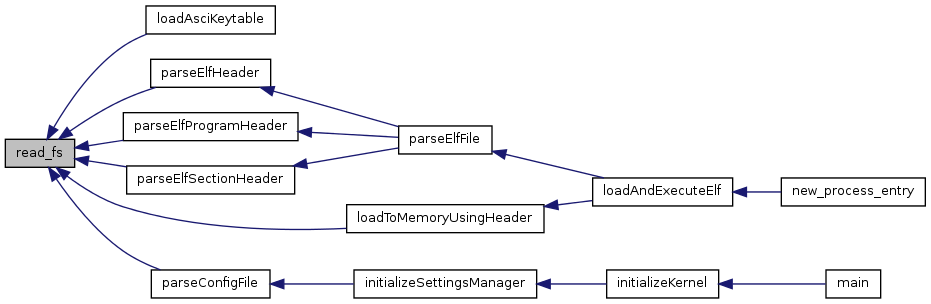 loadAsciKeytable
parseElfHeader
parseElfProgramHeader
parseElfFile
read_fs
parseElfSectionHeader
loadAndExecuteElf
new_process_entry
loadToMemoryUsingHeader
parseConfigFile
initializeSettingsManager
initializeKernel
main